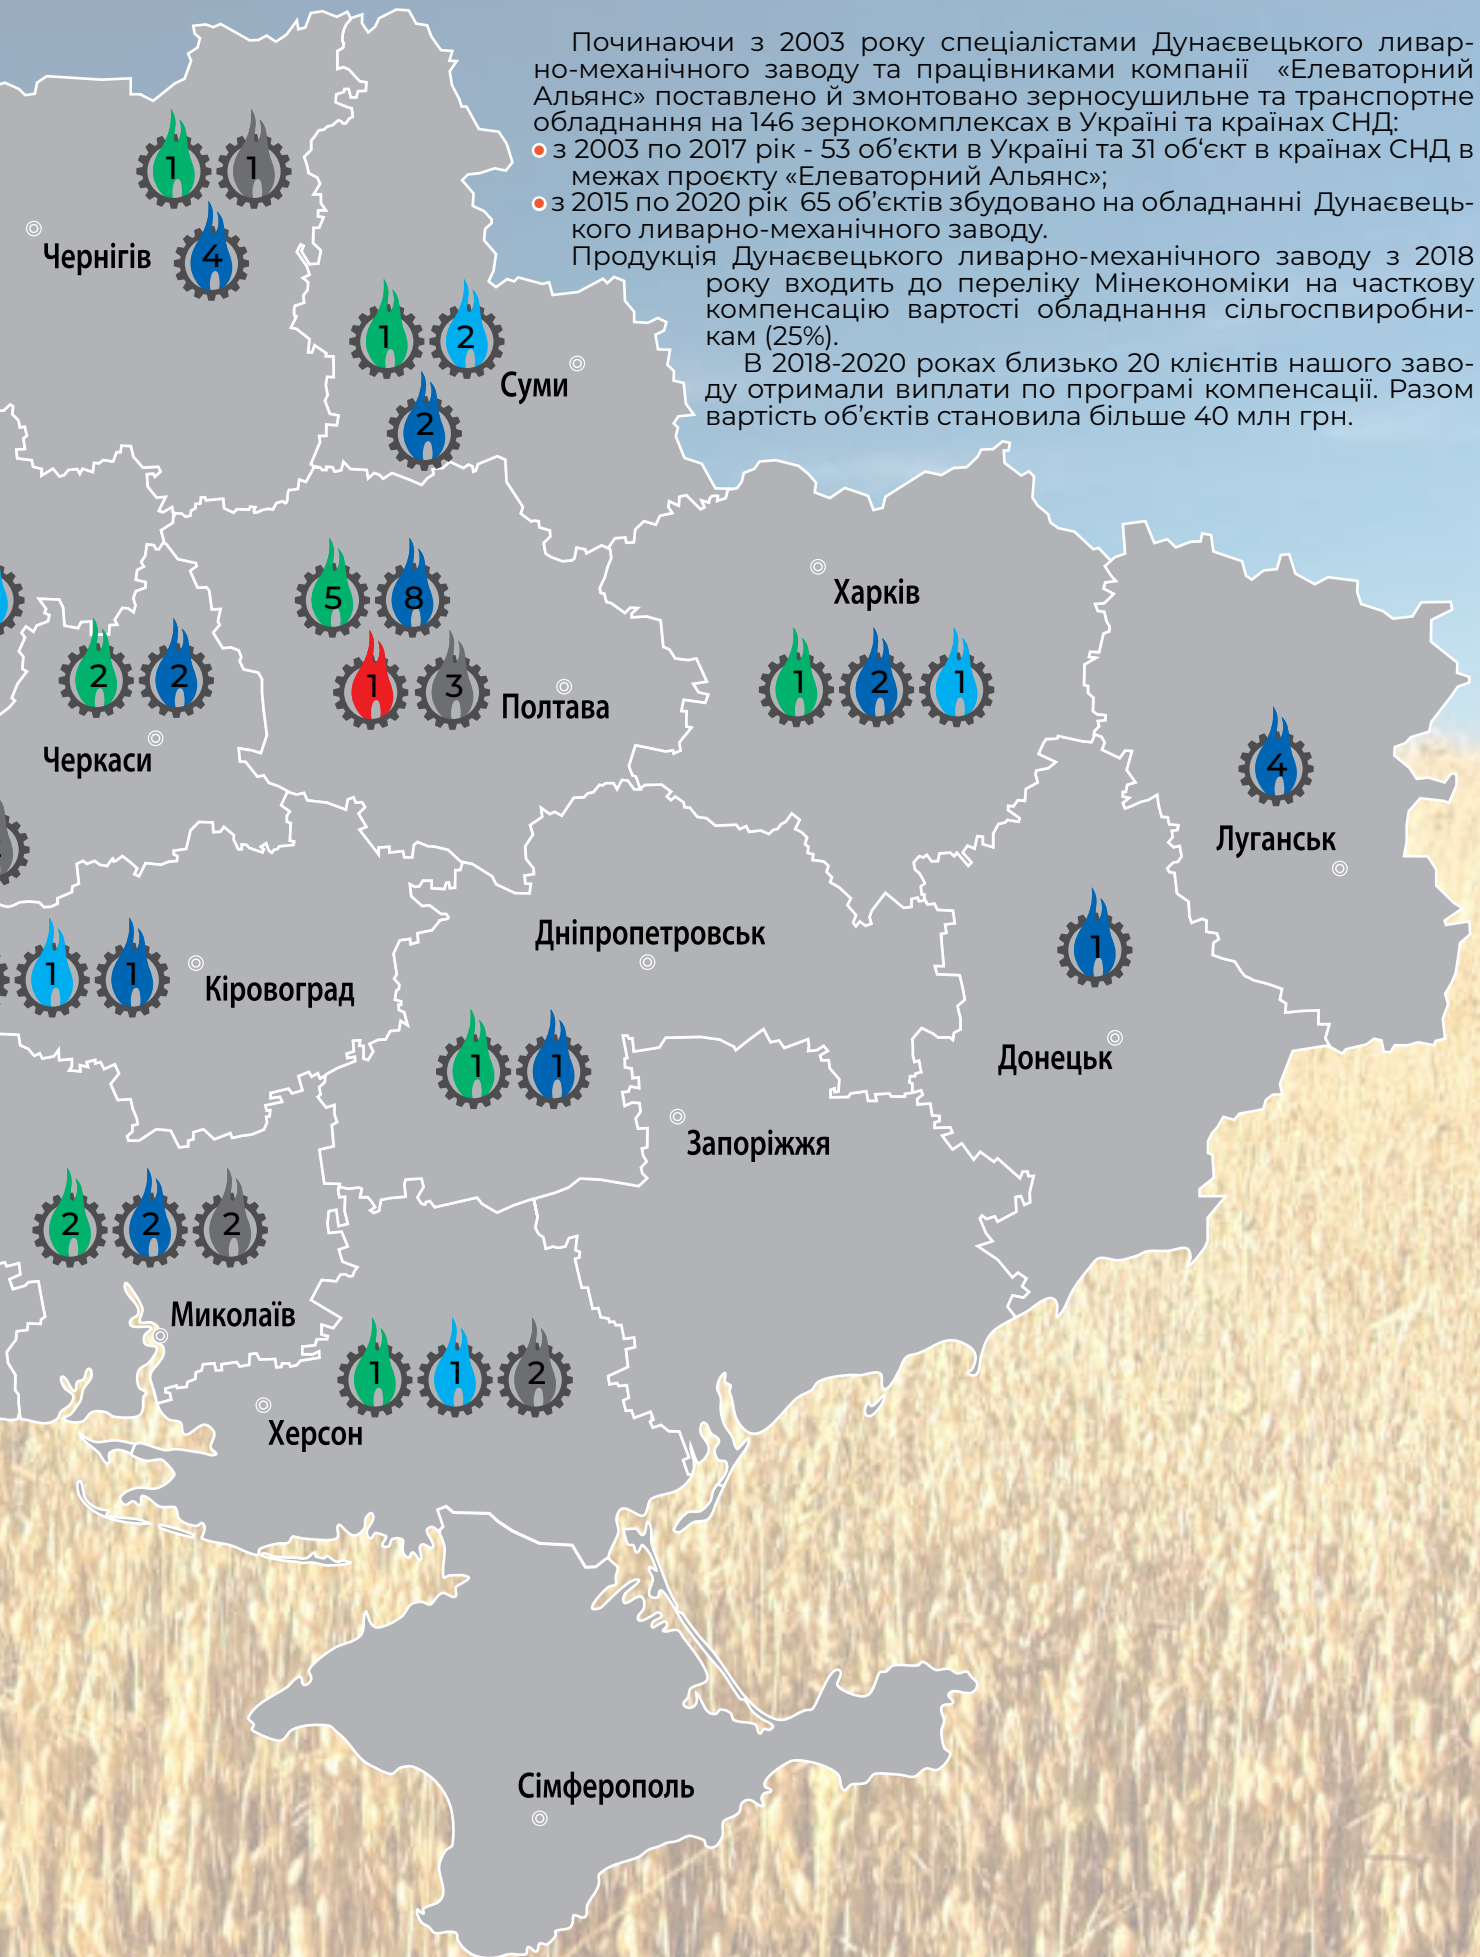 Починаючи з 2003 року спеціалістами Дунаєвецького ливар-
но-механічного заводу та працівниками компанії «Елеваторний
Альянс» поставлено й змонтовано зерносушильне та транспортне
обладнання на 146 зернокомплексах в Україні та країнах СНД:
з 2003 по 2017 рік - 53 об’єкти в Україні та 31 об‘єкт в країнах СНД в
межах проєкту «Елеваторний Альянс»;
з 2015 по 2020 рік 65 об’єктів збудовано на обладнанні Дунаєвець-
кого ливарно-механічного заводу.
Продукція Дунаєвецького ливарно-механічного заводу з 2018
року входить до переліку Мінекономіки на часткову
компенсацію вартості обладнання сільгоспвиробни-
кам (25%).
В 2018-2020 роках близько 20 клієнтів нашого заво-
ду отримали виплати по програмі компенсації. Разом
вартість об’єктів становила більше 40 млн грн.
1 1
Чернігів 4
1 2
Суми
2
5 8
1 3
Полтава
Харків
1 2 1
2 2
Черкаси
4
Луганськ
Дніпропетровськ
1
1 1
Кіровоград
Донецьк
1 1
Запоріжжя
2 2 2
Миколаїв
1 1 2
Херсон
Сімферополь